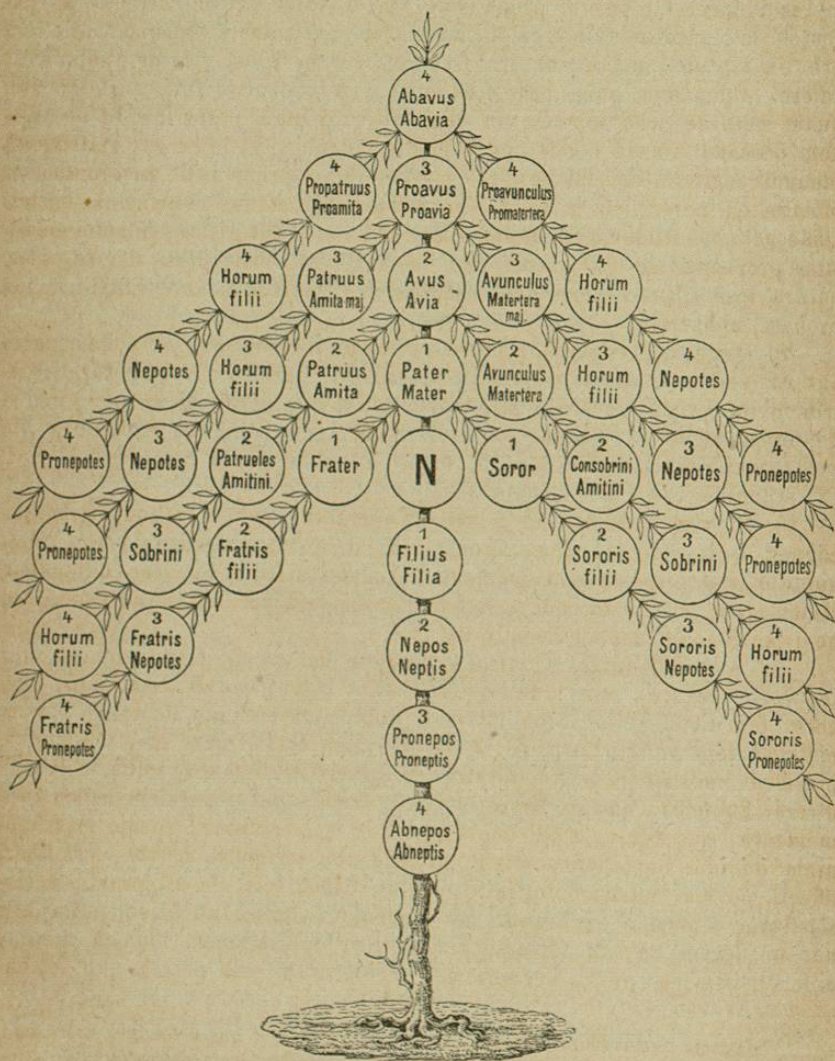 4
Abavus
Abavia
4
Propatruus
Proamita
3
Proavus
Proavia
4
Proavunculus
Promatertera
4
Horum
filii
3
Patruus
Amita maj.
2
Avus
Avia
3
Avunculus
Matertera
maj.
4
Horum
filii
4
Nepotes
3
Horum
filii
2
Patruus
Amita
1
Pater
Mater
2
Avunculus
Matertera
3
Horum
filii
4
Nepotes
4
Pronepotes
3
Nepotes
2
Patrueles
Amitini.
1
Frater
N
1
Soror
2
Consobrini
Amitini
3
Nepotes
4
Pronepotes
4
Pronepotes
3
Sobrini
2
Fratris
filii
1
Filius
Filia
2
Sororis
filii
3
Sobrini
4
Pronepotes
4
Horum
filii
3
Fratris
Nepotes
2
Nepos
Neptis
3
Sororis
Nepotes
4
Horum
filii
4
Fratris
Pronepotes
3
Pronepos
Proneptis
4
Sororis
Pronepotes
4
Abnepos
Abneptis